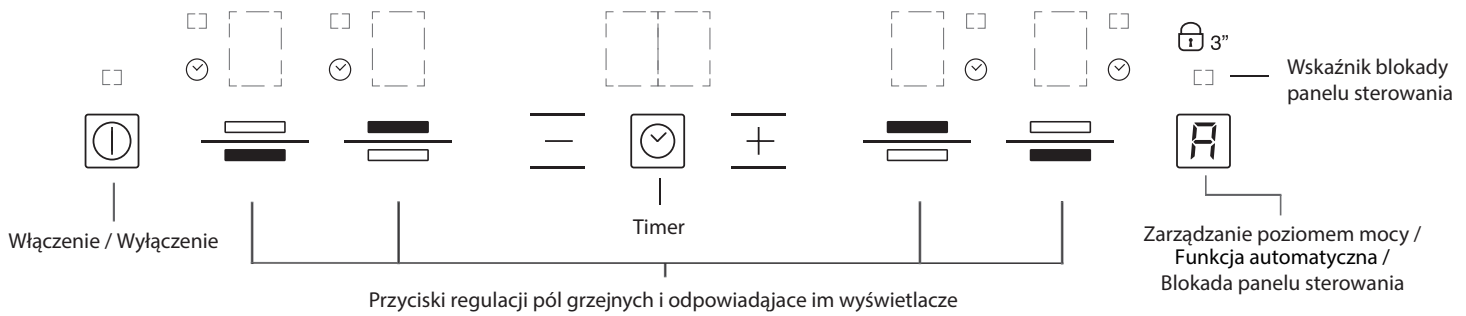 3”
Wskaźnik blokady
panelu sterowania
A
Włączenie / Wyłączenie
Timer
Zarządzanie poziomem mocy /
Funkcja automatyczna /
Blokada panelu sterowania
Przyciski regulacji pól grzejnych i odpowiadąjace im wyświetlacze